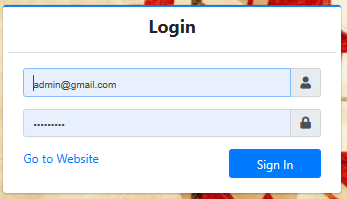 Login
admin@gmail.com
•••••••••
Go to Website
Sign In